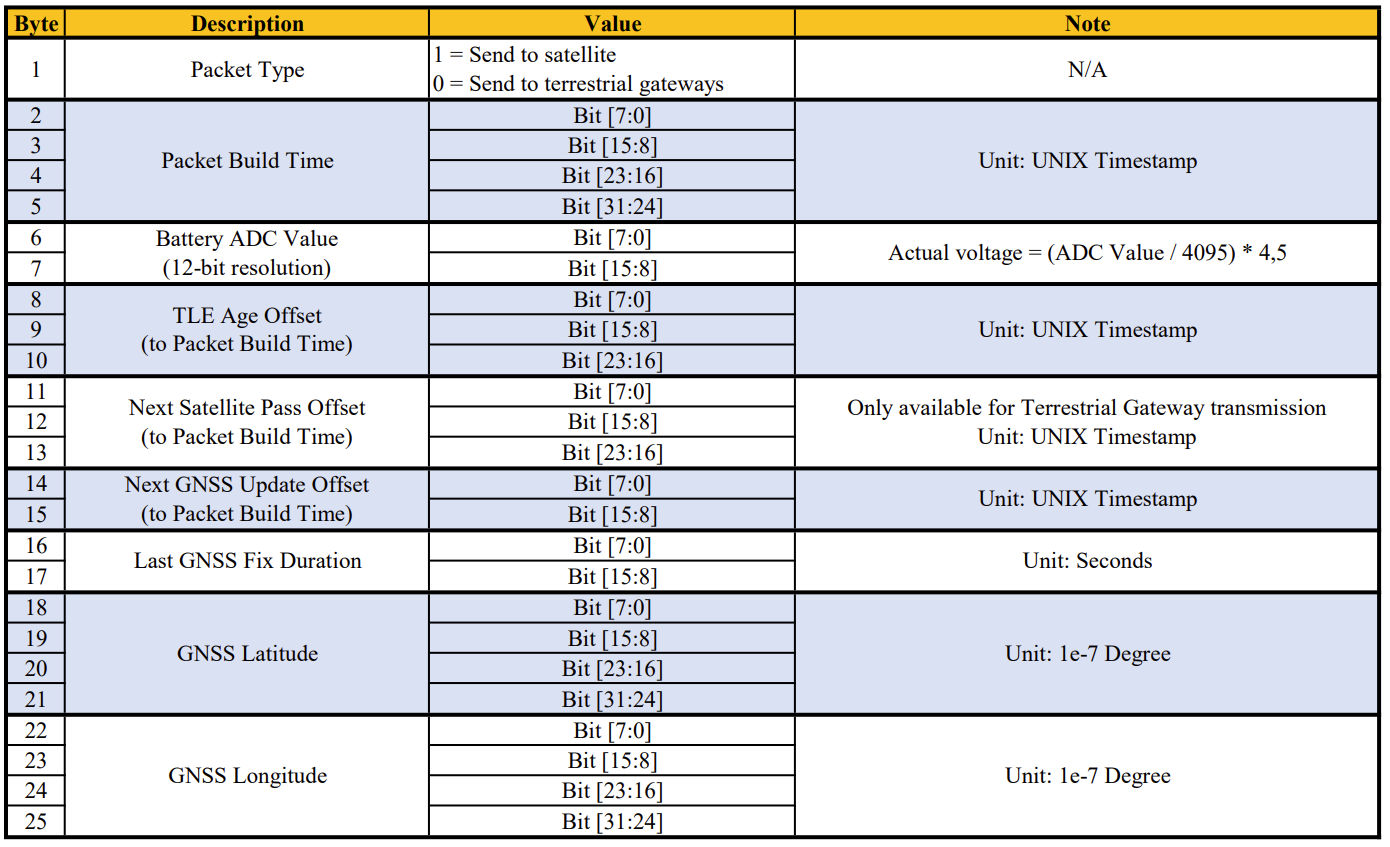 Byte Description Value Note
1 Packet Type 1 = Send to satellite N/A
0 = Send to terrestrial gateways
2 Packet Build Time Bit [7:0] Unit: UNIX Timestamp
3 Bit [15:8]
4 Bit [23:16]
5 Bit [31:24]
6 Battery ADC Value Bit [7:0] Actual voltage = (ADC Value / 4095) * 4,5
7 (12-bit resolution) Bit [15:8]
8 TLE Age Offset Bit [7:0] Unit: UNIX Timestamp
9 (to Packet Build Time) Bit [15:8]
10 Bit [23:16]
11 Next Satellite Pass Offset Bit [7:0] Only available for Terrestrial Gateway transmission
12 (to Packet Build Time) Bit [15:8] Unit: UNIX Timestamp
13 Bit [23:16]
14 Next GNSS Update Offset Bit [7:0] Unit: UNIX Timestamp
15 (to Packet Build Time) Bit [15:8]
16 Last GNSS Fix Duration Bit [7:0] Unit: Seconds
17 Bit [15:8]
18 GNSS Latitude Bit [7:0] Unit: 1e-7 Degree
19 Bit [15:8]
20 Bit [23:16]
21 Bit [31:24]
22 GNSS Longitude Bit [7:0] Unit: 1e-7 Degree
23 Bit [15:8]
24 Bit [23:16]
25 Bit [31:24]